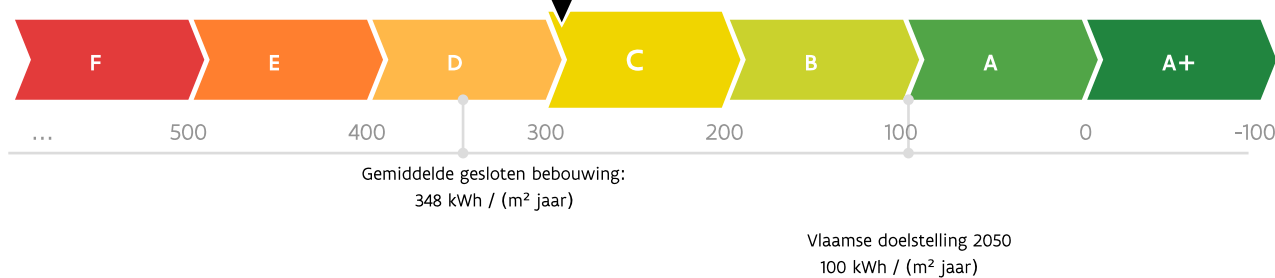 F E D C B A A+
... 500 400 300 200 100 0 -100
Gemiddelde gesloten bebouwing:
348 kWh / (m² jaar)
Vlaamse doelstelling 2050
100 kWh / (m² jaar)